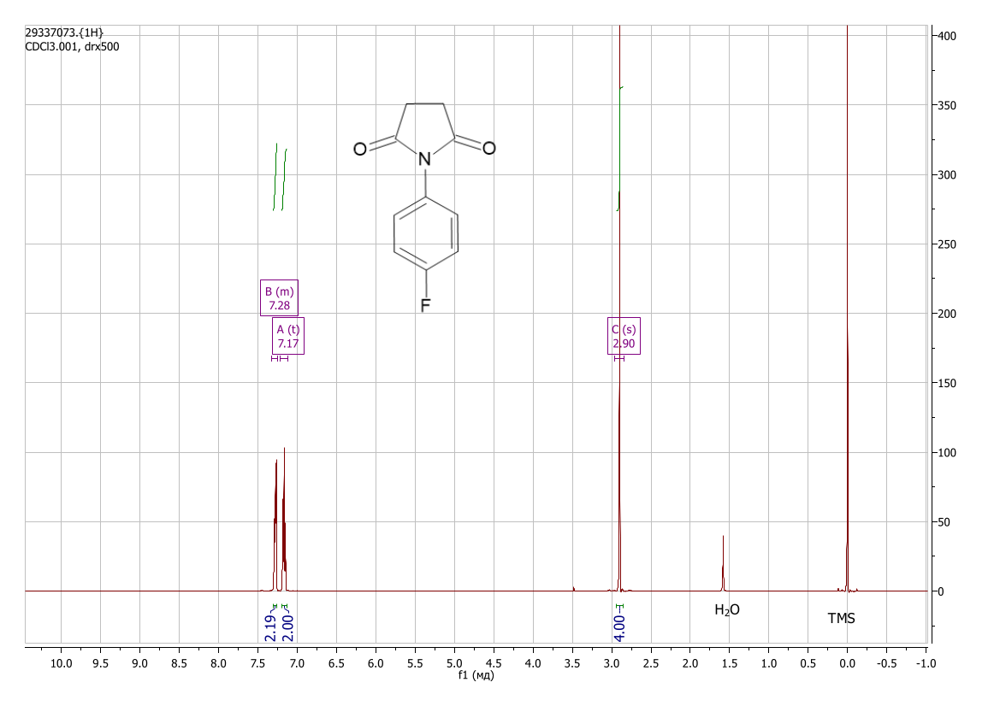 29337073.{1H}
CDCl3.001, drx500
O
N
O
F
B (m)
7.28
A (t)
7.17
C (s)
2.90
400
350
300
250
200
150
100
50
0
2.19
2.00
4.00
H₂O
TMS
10.0 9.5 9.0 8.5 8.0 7.5 7.0 6.5 6.0 5.5 5.0 4.5 4.0 3.5 3.0 2.5 2.0 1.5 1.0 0.5 0.0 -0.5 -1.0
f1 (мд)